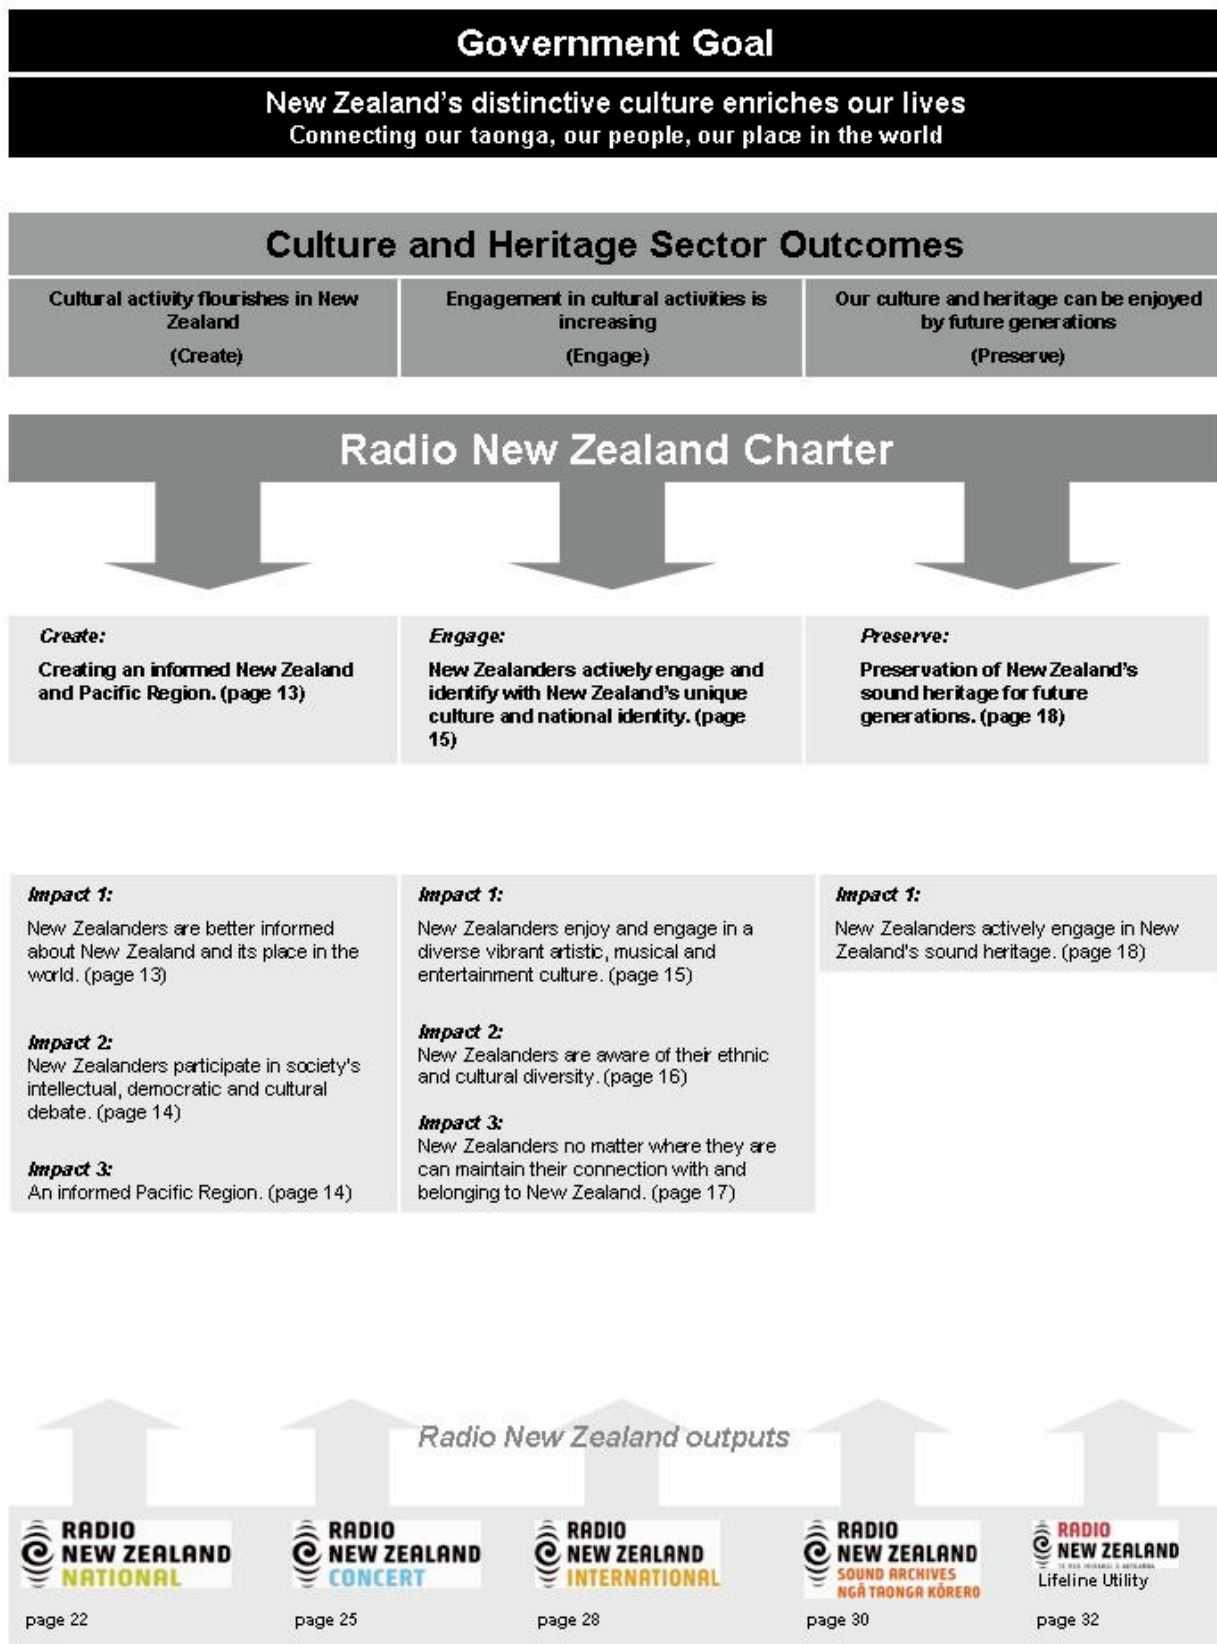 Government Goal
New Zealand's distinctive culture enriches our lives
Connecting our taonga, our people, our place in the world
Culture and Heritage Sector Outcomes
Cultural activity flourishes in New
Zealand
(Create)
Engagement in cultural activities is
increasing
(Engage)
Our culture and heritage can be enjoyed
by future generations
(Preserve)
Radio New Zealand Charter
Create:
Creating an informed New Zealand
and Pacific Region. (page 13)
Engage:
New Zealanders actively engage and
identify with New Zealand's unique
culture and national identity. (page
15)
Preserve:
Preservation of New Zealand's
sound heritage for future
generations. (page 18)
Impact 1:
New Zealanders are better informed
about New Zealand and its place in the
world. (page 13)
Impact 2:
New Zealanders participate in society's
intellectual, democratic and cultural
debate. (page 14)
Impact 3:
An informed Pacific Region. (page 14)
Impact 1:
New Zealanders enjoy and engage in a
diverse vibrant artistic, musical and
entertainment culture. (page 15)
Impact 2:
New Zealanders are aware of their ethnic
and cultural diversity. (page 16)
Impact 3:
New Zealanders no matter where they are
can maintain their connection with and
belonging to New Zealand. (page 17)
Impact 1:
New Zealanders actively engage in New
Zealand's sound heritage. (page 18)
Radio New Zealand outputs
RADIO
NEW ZEALAND
NATIONAL
page 22
RADIO
NEW ZEALAND
CONCERT
page 25
RADIO
NEW ZEALAND
INTERNATIONAL
page 28
RADIO
NEW ZEALAND
SOUND ARCHIVES
NGĀ TAONGA KŌRERO
page 30
RADIO
NEW ZEALAND
Lifeline Utility
page 32